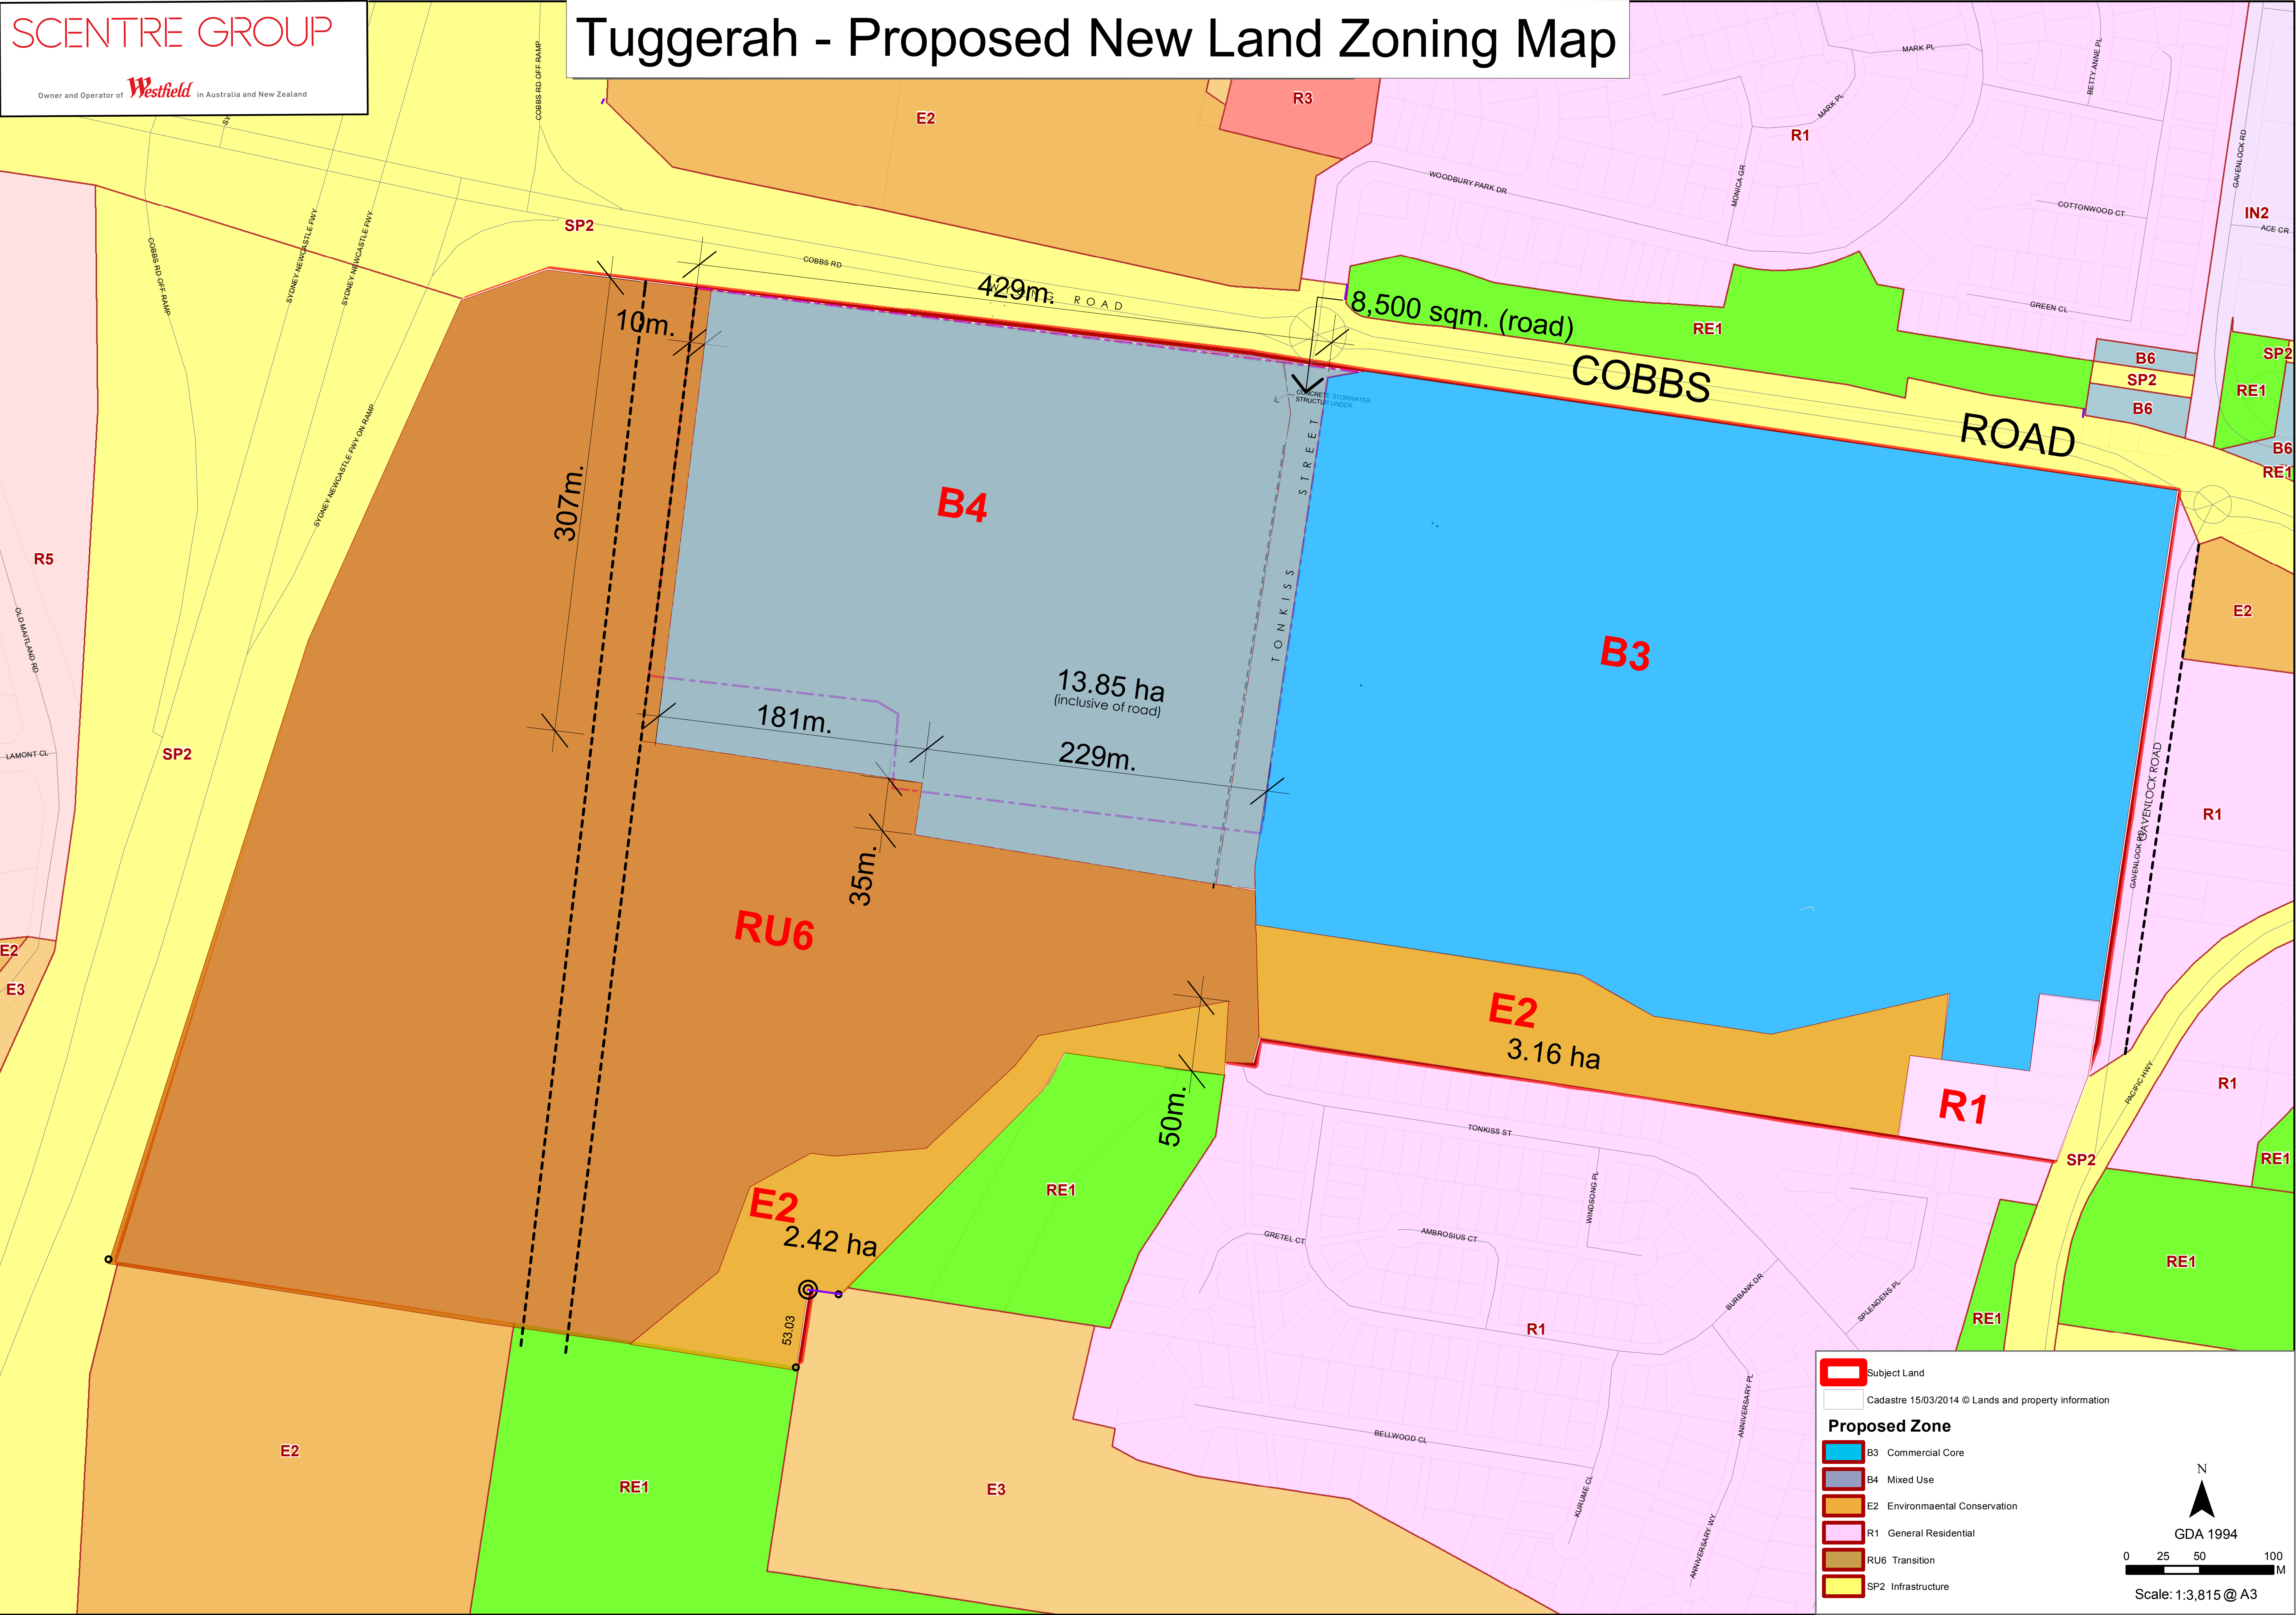 SCENTRE GROUP
Owner and Operator of Westfield in Australia and New Zealand
Tuggerah - Proposed New Land Zoning Map
COBBS RD OFF RAMP
MARK PL
BETTY ANNE PL
R3
E2
R1
MARK PL
GAVENLOCK RD
WOODBURY PARK DR
MONICA GR
COTTONWOOD CT
IN2
ACE CR
SP2
COBBS RD OFF RAMP
SYDNEY NEWCASTLE FWY
SYDNEY NEWCASTLE FWY
COBBS RD
429m.
ROAD
8,500 sqm. (road)
RE1
GREEN CL
10m.
COBBS
ROAD
B6
SP2
B6
SP2
RE1
B6
RE1
CONCRETE STORWATER
STRUCTUR UNDER
SYDNEY NEWCASTLE FWY ON RAMP
307m.
B4
TONKISS STREET
B3
R5
OLD MAITLAND RD
E2
LAMONT CL
SP2
13.85 ha
(inclusive of road)
181m.
229m.
GAVENLOCK ROAD
GAVENLOCK RD
R1
35m.
RU6
E2
E3
E2
3.16 ha
R1
50m.
PACIFIC HWY
R1
TONKISS ST
SP2
RE1
RE1
WINDSONG PL
E2
2.42 ha
GRETEL CT
AMBROSIUS CT
BURBANK DR
SPLENDENS PL
RE1
RE1
53.03
R1
E2
RE1
E3
BELLWOOD CL
KURUME CL
ANNIVERSARY PL
ANNIVERSARY WY
Subject Land
Cadastre 15/03/2014 © Lands and property information
Proposed Zone
B3 Commercial Core
B4 Mixed Use
E2 Environmaental Conservation
R1 General Residential
RU6 Transition
SP2 Infrastructure
N
GDA 1994
0 25 50 100
M
Scale: 1:3,815 @ A3